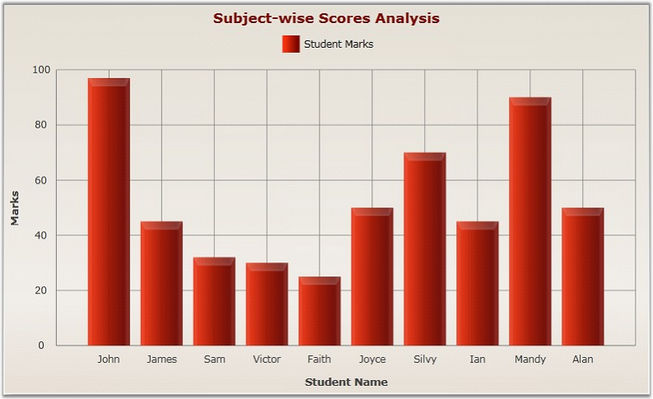 Subject-wise Scores Analysis
Student Marks
100
80
60
40
20
0
Marks
John James Sam Victor Faith Joyce Silvy Ian Mandy Alan
Student Name